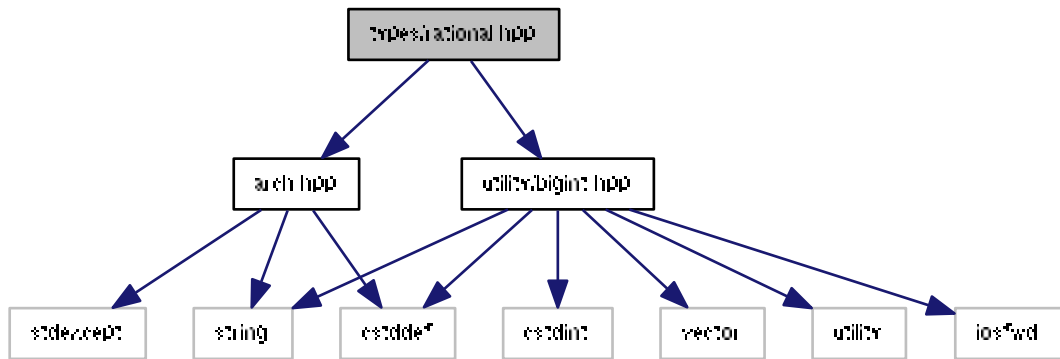 types/rational.hpp
arch.hpp
utility/bigint.hpp
stdexcept
string
cstddef
cstdint
vector
utility
iosfwd